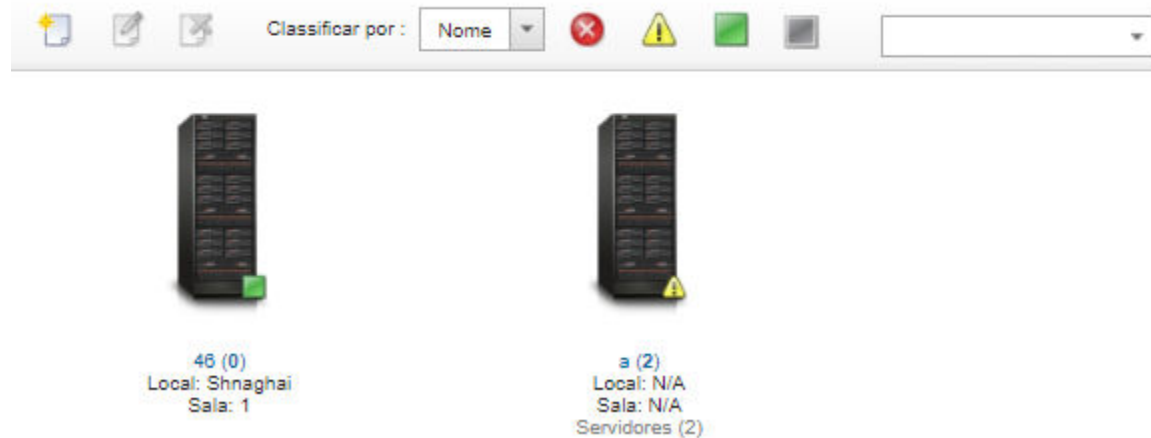 Classificar por : Nome
46 (0)
Local: Shnaghai
Sala: 1
a (2)
Local: N/A
Sala: N/A
Servidores (2)